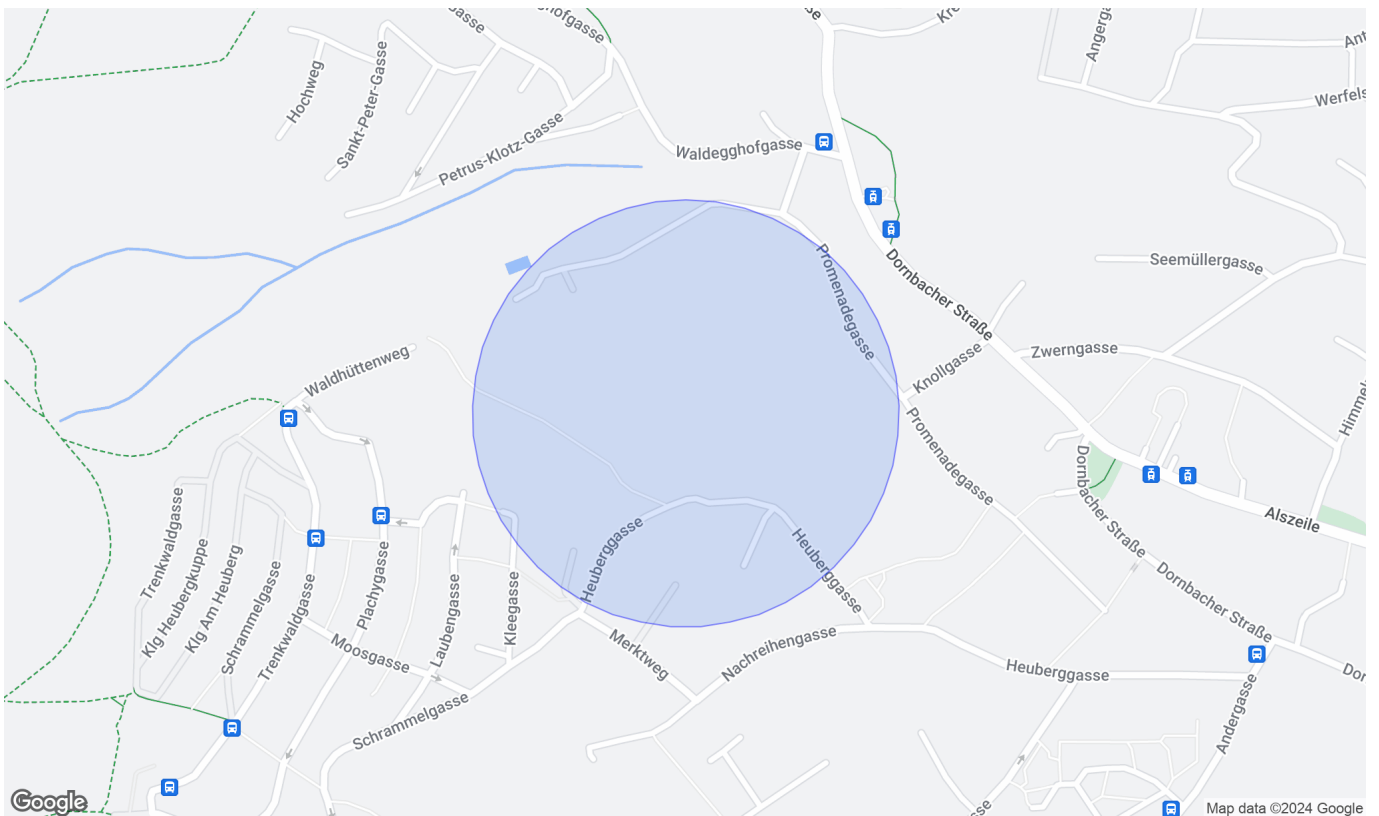 Hochweg
Sankt-Peter-Gasse
Petrus-Klotz-Gasse
Waldegghofgasse
Angerga
Werfels
Seemüllergasse
Dornbacher Straße
Promenadegasse
Knollgasse
Zwerngasse
Waldhüttenweg
Promenadegasse
Dornbacher Straße
Alszeile
Trenkwaldgasse
Klg Heubergkuppe
Klg Am Heuberg
Schrammelgasse
Trenkwaldgasse
Plachygasse
Laubengasse
Kleegasse
Heuberggasse
Heuberggasse
Dornbacher Straße
Moosgasse
Merktweg
Nachreihengasse
Heuberggasse
Schrammelgasse
Andergasse
Google
Map data ©2024 Google